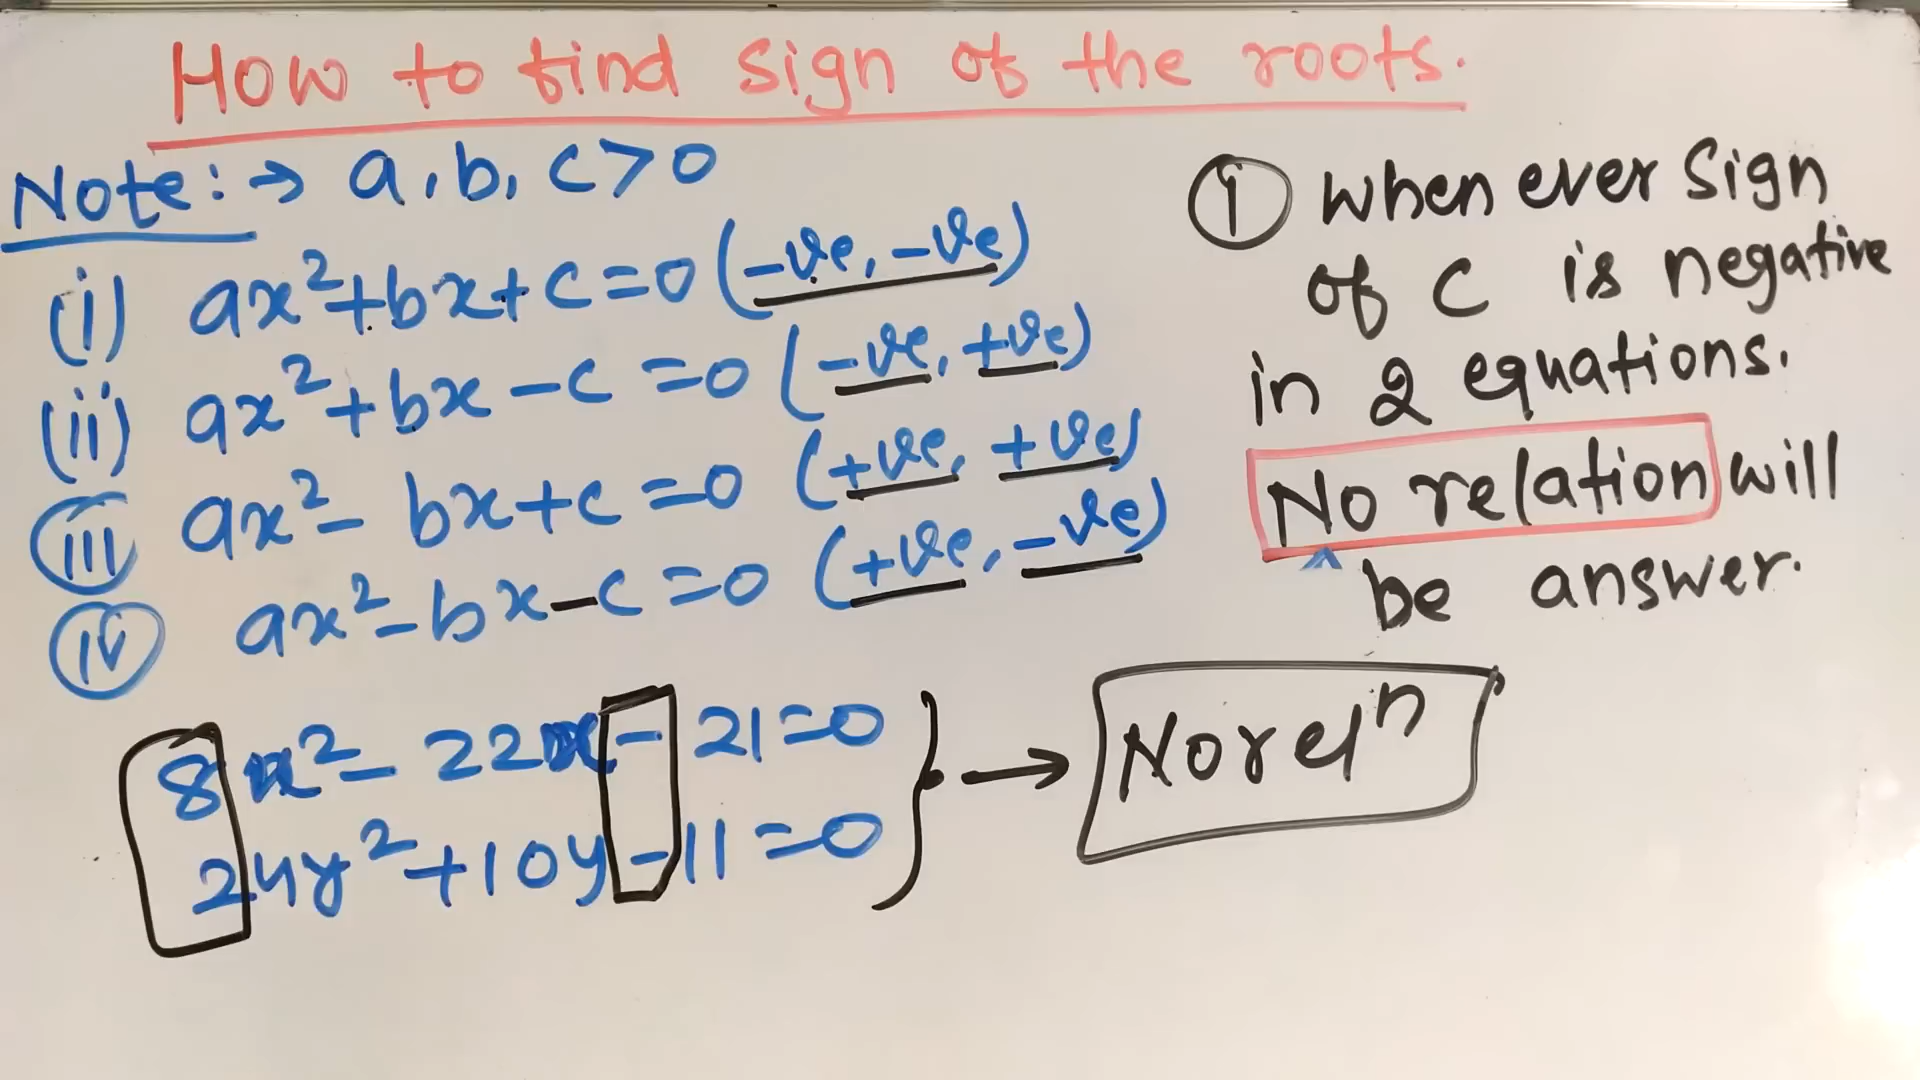 How to find sign of the roots.
Note:→ a, b, c>0
(i) ax²+bx+c=0 (-ve, -ve)
(ii) ax²+bx-c=0 (-ve, +ve)
(iii) ax²-bx+c=0 (+ve, +ve)
(iv) ax²-bx-c=0 (+ve, -ve)
① when ever sign
of c is negative
in 2 equations.
No relation will
be answer.
8x²-22x-21=0
24y²+10y-11=0
→ No relⁿ